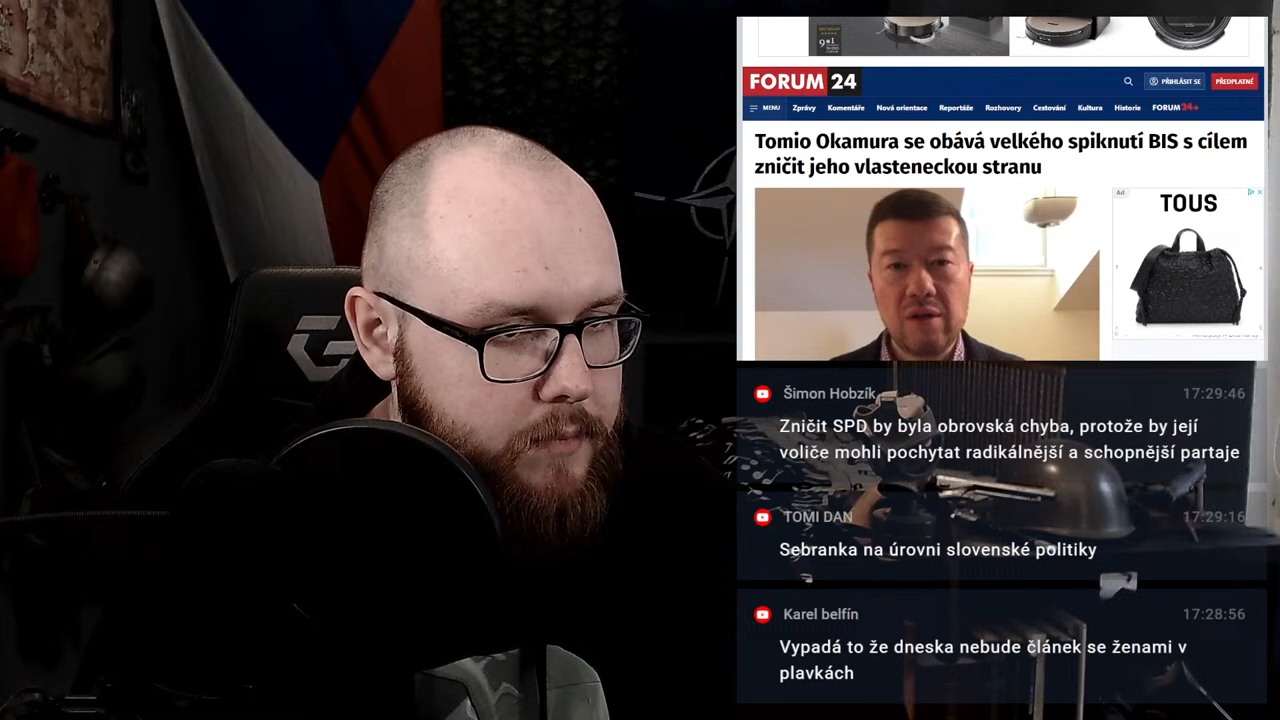 FORUM 24
PŘIHLÁSIT SE
PŘEDPLATNÉ
MENU
Zprávy
Komentáře
Nová orientace
Reportáže
Rozhovory
Cestování
Kultura
Historie
FORUM 24+
Tomio Okamura se obává velkého spiknutí BIS s cílem
zničit jeho vlasteneckou stranu
Ad
TOUS
Šimon Hobzík
17:29:46
Zničit SPD by byla obrovská chyba, protože by její
voliče mohli pochytat radikálnější a schopnější partaje
TOMI DAN
17:29:16
Sebranka na úrovni slovenské politiky
Karel belfín
17:28:56
Vypadá to že dneska nebude článek se ženami v
plavkách